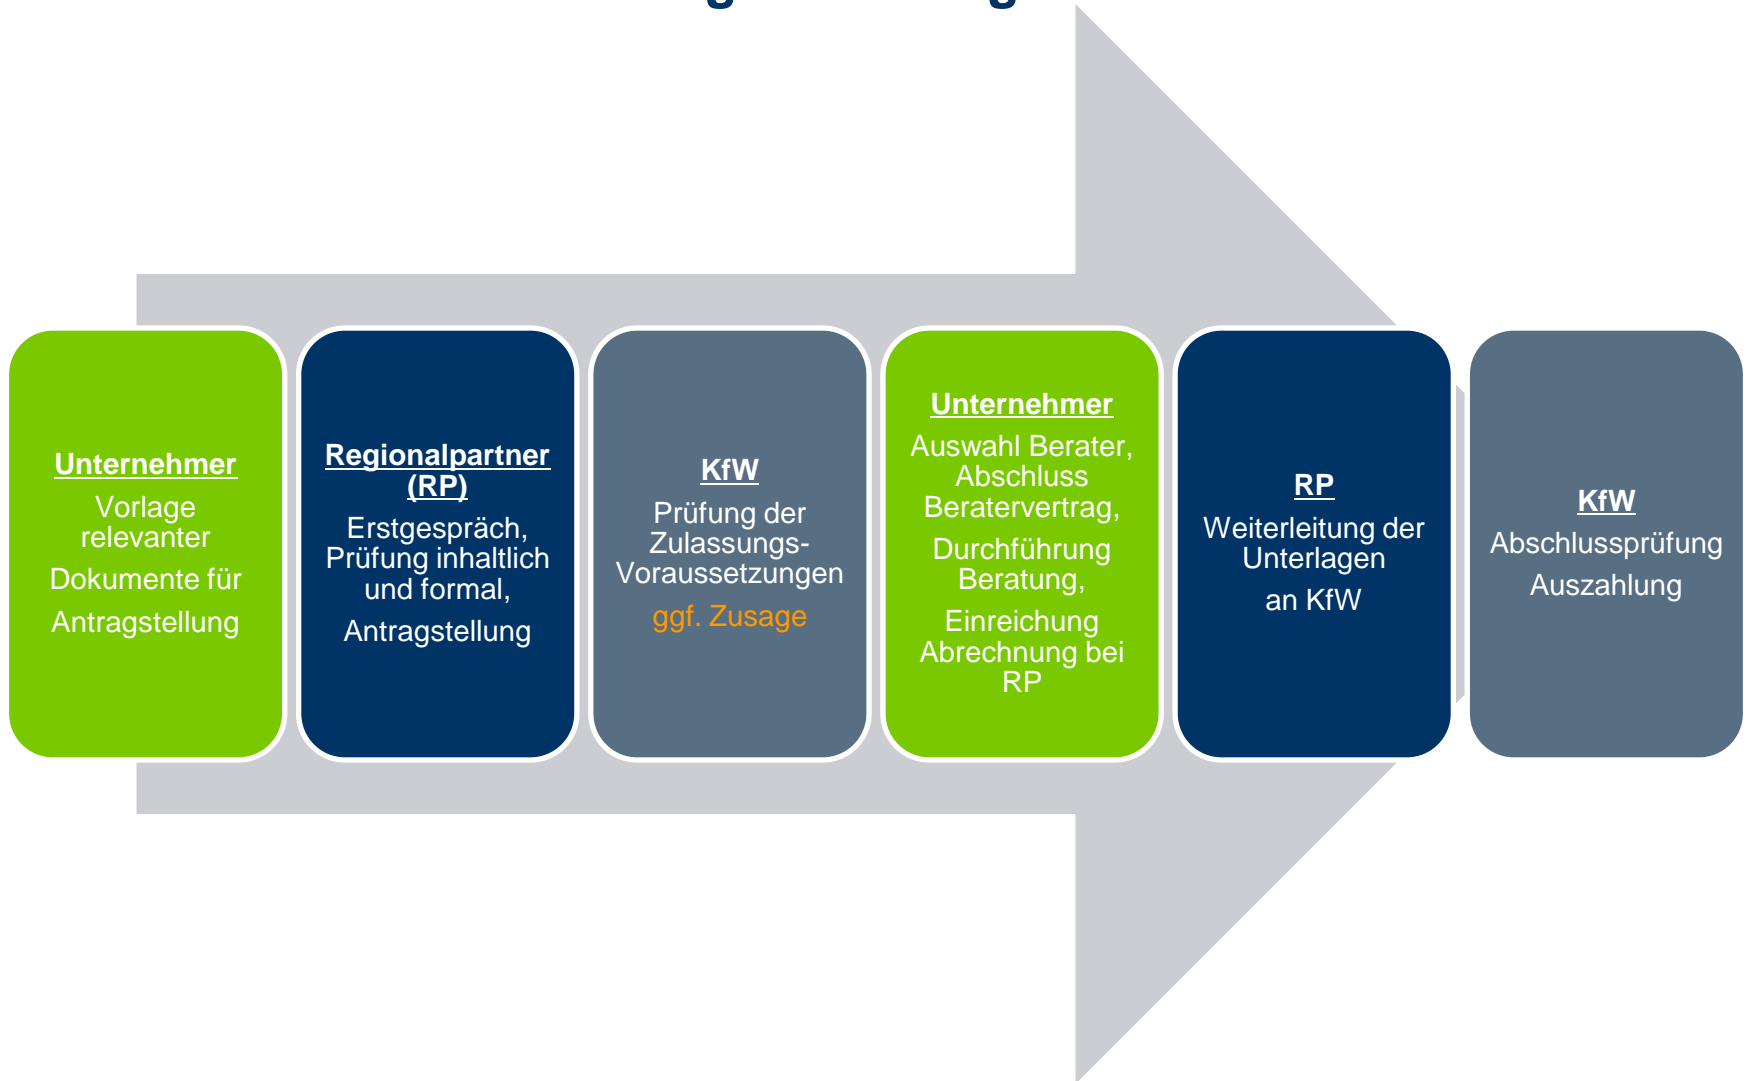 Unternehmer
Vorlage
relevanter
Dokumente für
Antragstellung
Regionalpartner
(RP)
Erstgespräch,
Prüfung inhaltlich
und formal,
Antragstellung
KfW
Prüfung der
Zulassungs-
Voraussetzungen
ggf. Zusage
Unternehmer
Auswahl Berater,
Abschluss
Beratervertrag,
Durchführung
Beratung,
Einreichung
Abrechnung bei
RP
RP
Weiterleitung der
Unterlagen
an KfW
KfW
Abschlussprüfung
Auszahlung